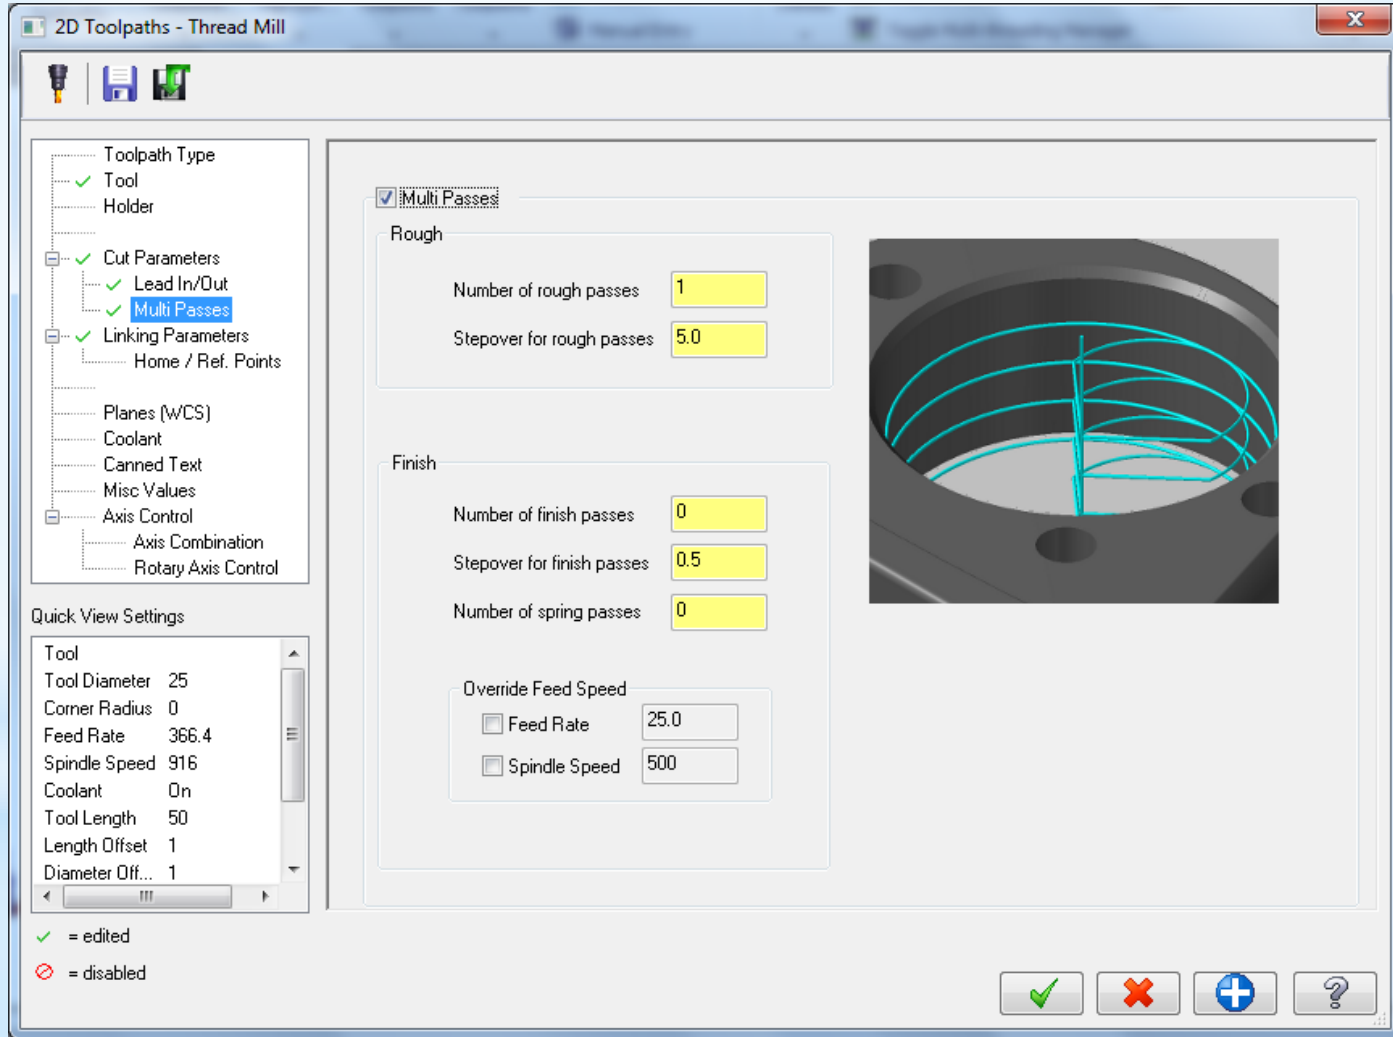 2D Toolpaths - Thread Mill
Toolpath Type
Tool
Holder
Cut Parameters
Lead In/Out
Multi Passes
Linking Parameters
Home / Ref. Points
Planes (WCS)
Coolant
Canned Text
Misc Values
Axis Control
Axis Combination
Rotary Axis Control
Quick View Settings
Tool
Tool Diameter 25
Corner Radius 0
Feed Rate 366.4
Spindle Speed 916
Coolant On
Tool Length 50
Length Offset 1
Diameter Off... 1
= edited
= disabled
Multi Passes
Rough
Number of rough passes 1
Stepover for rough passes 5.0
Finish
Number of finish passes 0
Stepover for finish passes 0.5
Number of spring passes 0
Override Feed Speed
Feed Rate 25.0
Spindle Speed 500